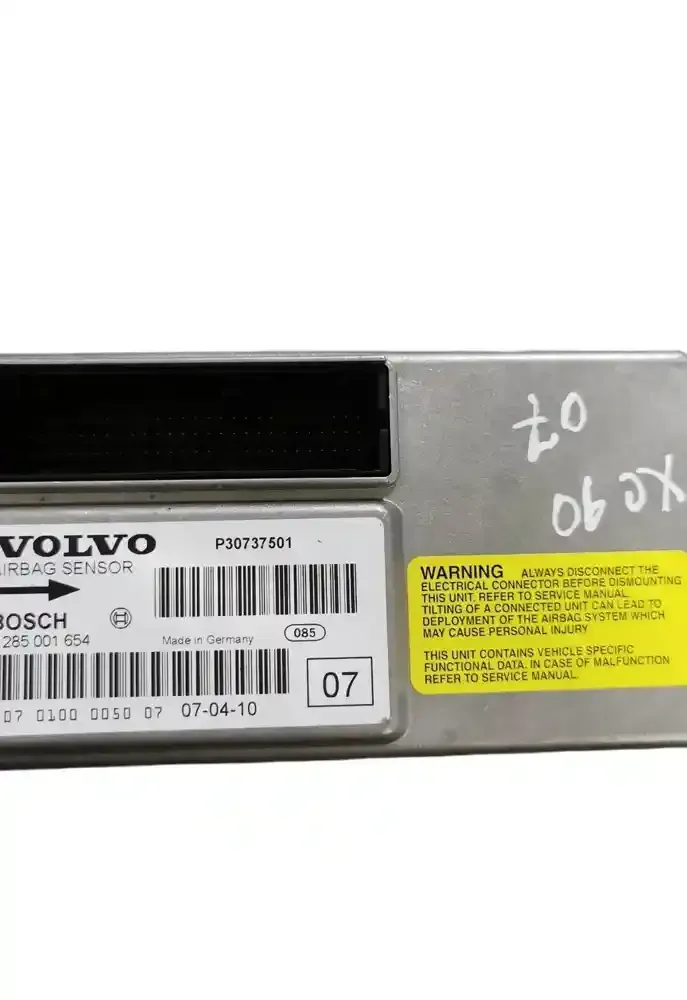 07
XC90
VOLVO
P30737501
AIRBAG SENSOR
BOSCH
285 001 654
Made in Germany
085
07
07 0100 0050 07
07-04-10
WARNING ALWAYS DISCONNECT THE
ELECTRICAL CONNECTOR BEFORE DISMOUNTING
THIS UNIT. REFER TO SERVICE MANUAL.
TILTING OF A CONNECTED UNIT CAN LEAD TO
DEPLOYMENT OF THE AIRBAG SYSTEM WHICH
MAY CAUSE PERSONAL INJURY
THIS UNIT CONTAINS VEHICLE SPECIFIC
FUNCTIONAL DATA. IN CASE OF MALFUNCTION
REFER TO SERVICE MANUAL.